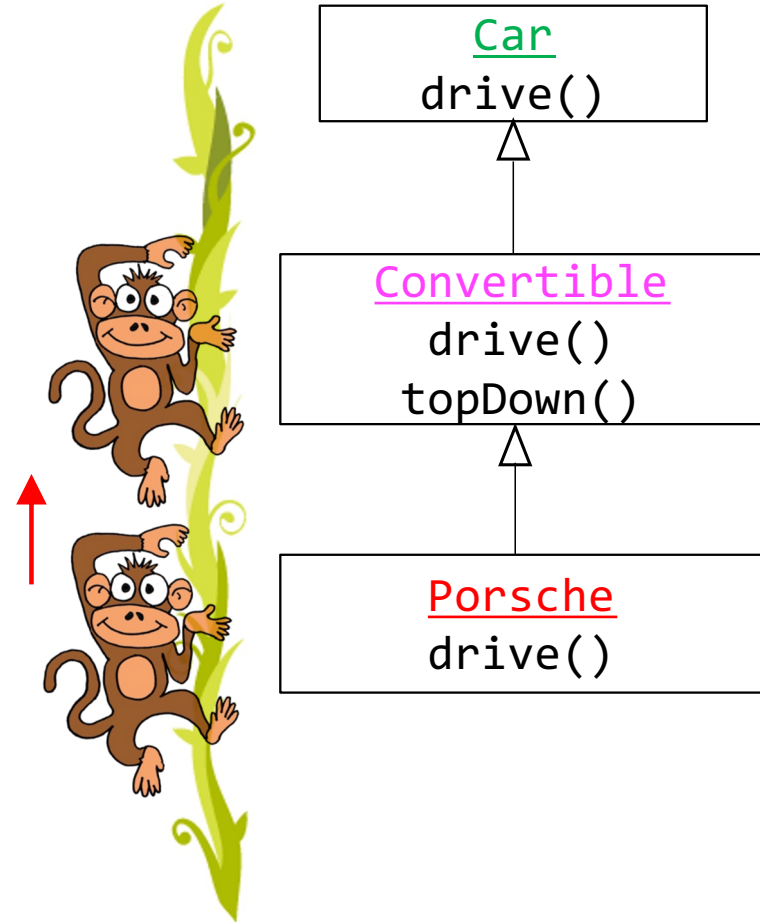 Car
drive()
Convertible
drive()
topDown()
Porsche
drive()